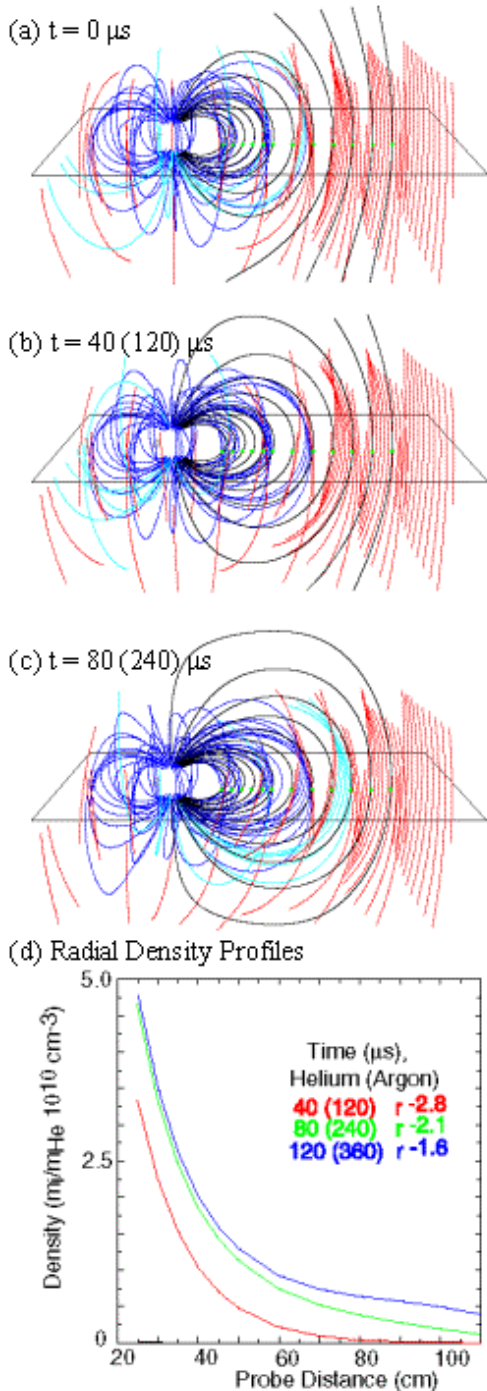 (a) t = 0 μs
(b) t = 40 (120) μs
(c) t = 80 (240) μs
(d) Radial Density Profiles
5.0
Time (μs),
Helium (Argon)
40 (120) r -2.8
80 (240) r -2.1
120 (360) r -1.6
2.5
0
Density (mi/mHe 10 10 cm-3)
20 40 60 80 100
Probe Distance (cm)